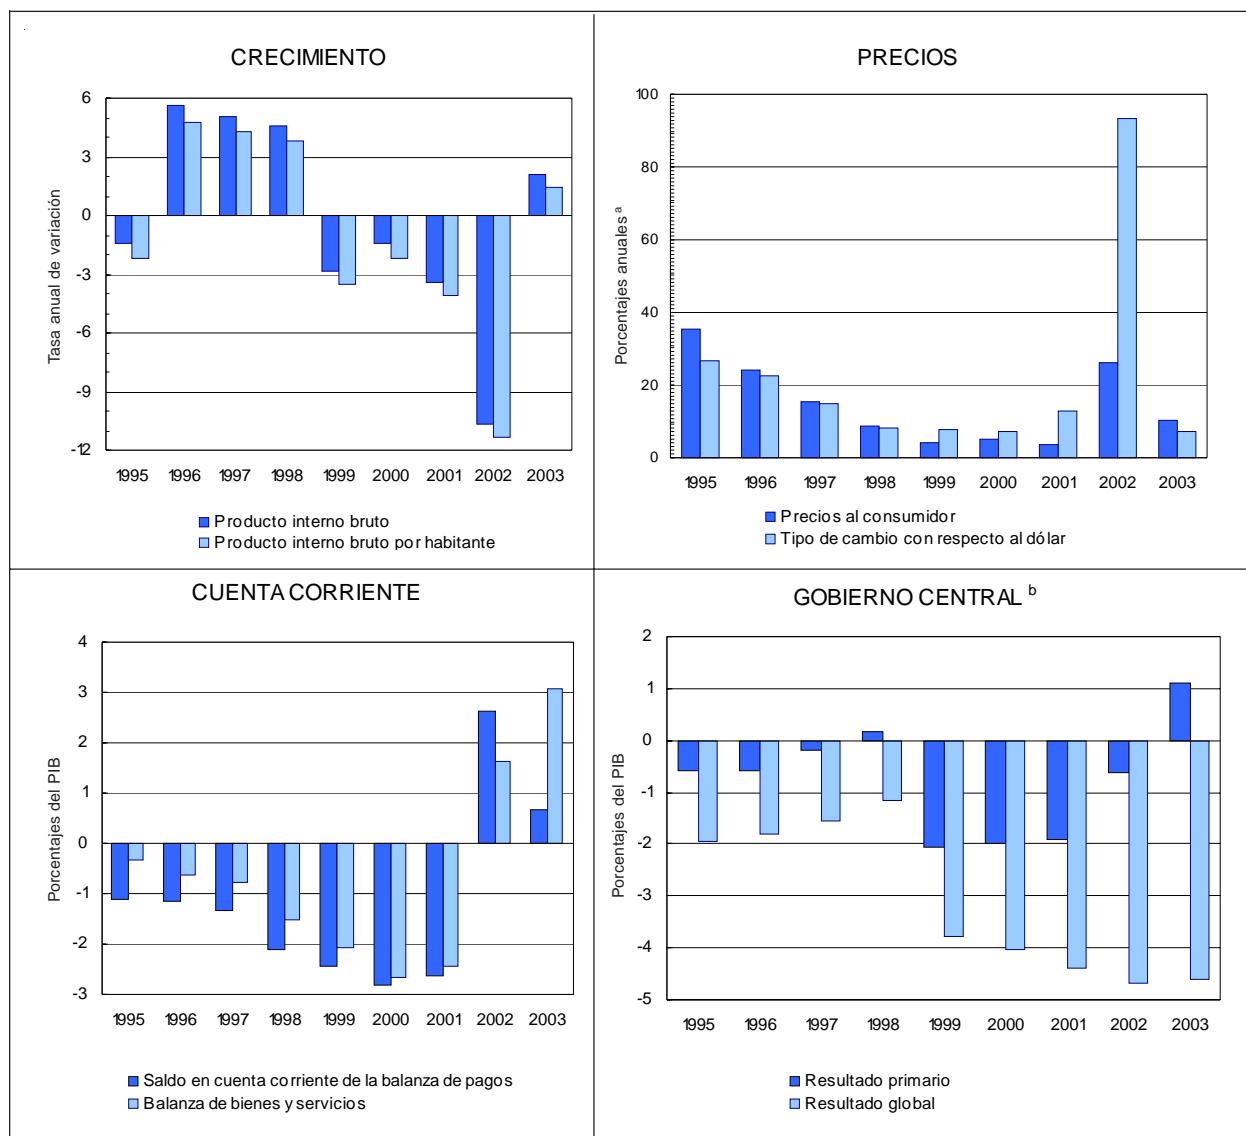 CRECIMIENTO
Tasa anual de variación
6
3
0
-3
-6
-9
-12
1995 1996 1997 1998 1999 2000 2001 2002 2003
Producto interno bruto
Producto interno bruto por habitante
PRECIOS
Porcentajes anuales a
100
80
60
40
20
0
1995 1996 1997 1998 1999 2000 2001 2002 2003
Precios al consumidor
Tipo de cambio con respecto al dólar
CUENTA CORRIENTE
Porcentajes del PIB
4
3
2
1
0
-1
-2
-3
1995 1996 1997 1998 1999 2000 2001 2002 2003
Saldo en cuenta corriente de la balanza de pagos
Balanza de bienes y servicios
GOBIERNO CENTRAL b
Porcentajes del PIB
2
1
0
-1
-2
-3
-4
-5
1995 1996 1997 1998 1999 2000 2001 2002 2003
Resultado primario
Resultado global